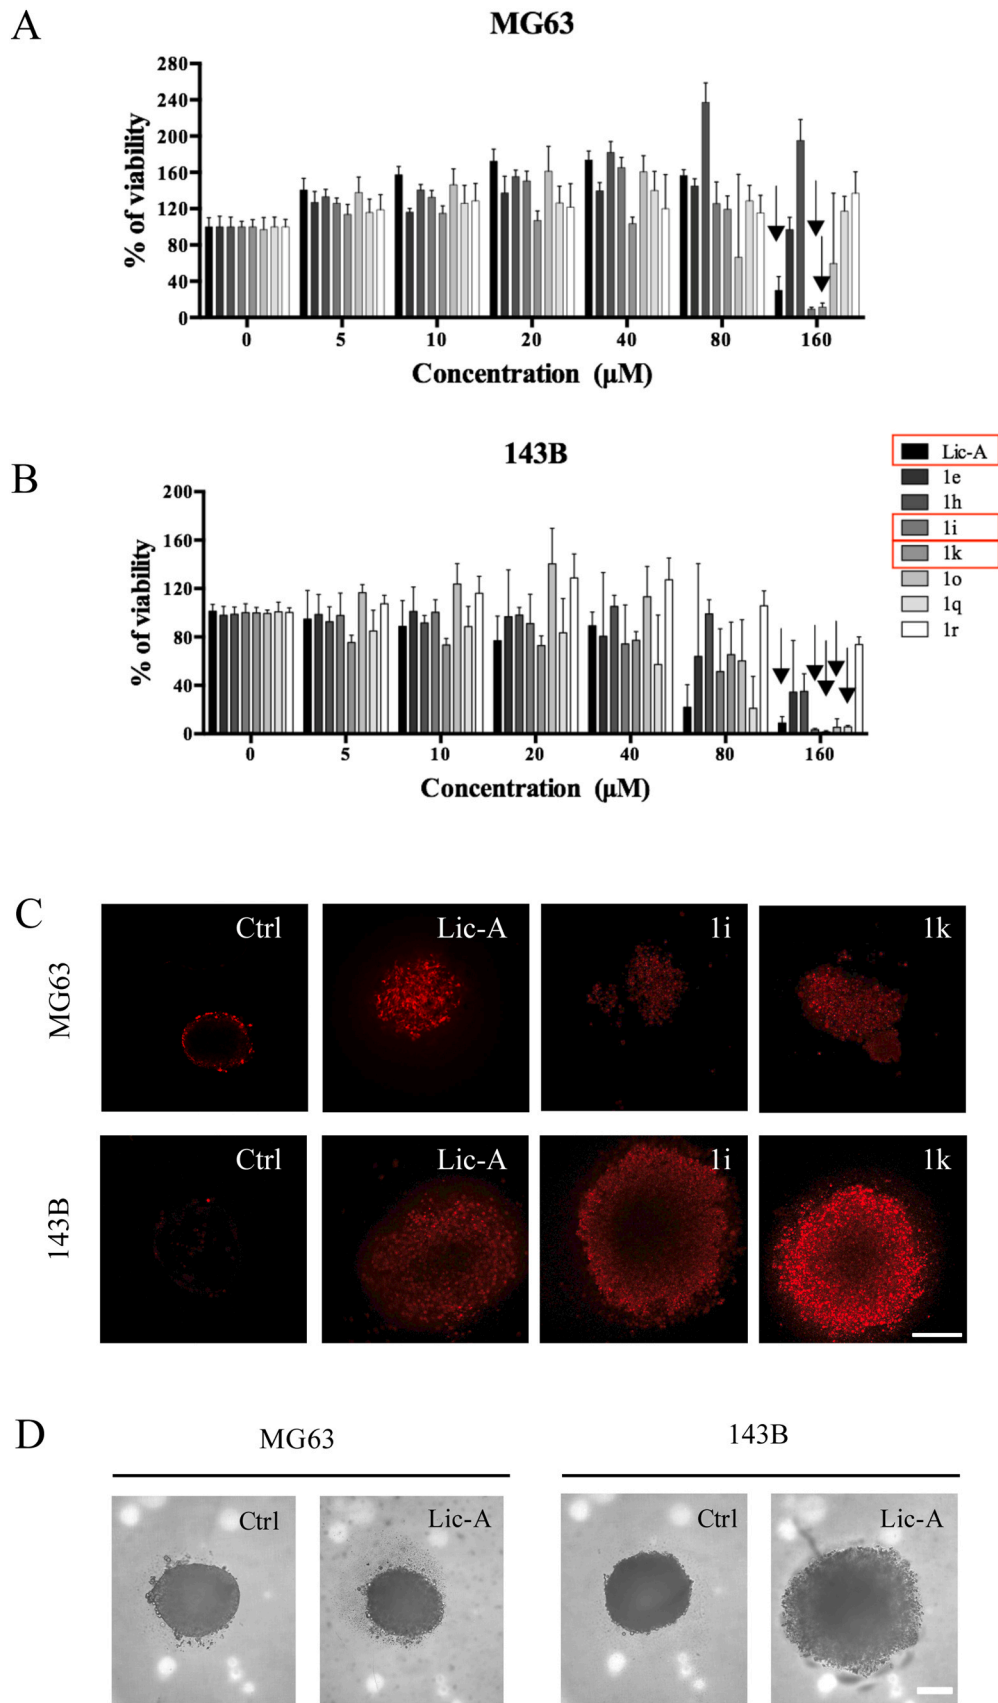 A
MG63
% of viability
280
240
200
160
120
80
40
0
0 5 10 20 40 80 160
Concentration (μM)
B
143B
% of viability
200
160
120
80
40
0
0 5 10 20 40 80 160
Concentration (μM)
Lic-A
1e
1h
1i
1k
1o
1q
1r
C
MG63
Ctrl Lic-A 1i 1k
143B
Ctrl Lic-A 1i 1k
D
MG63 143B
Ctrl Lic-A Ctrl Lic-A